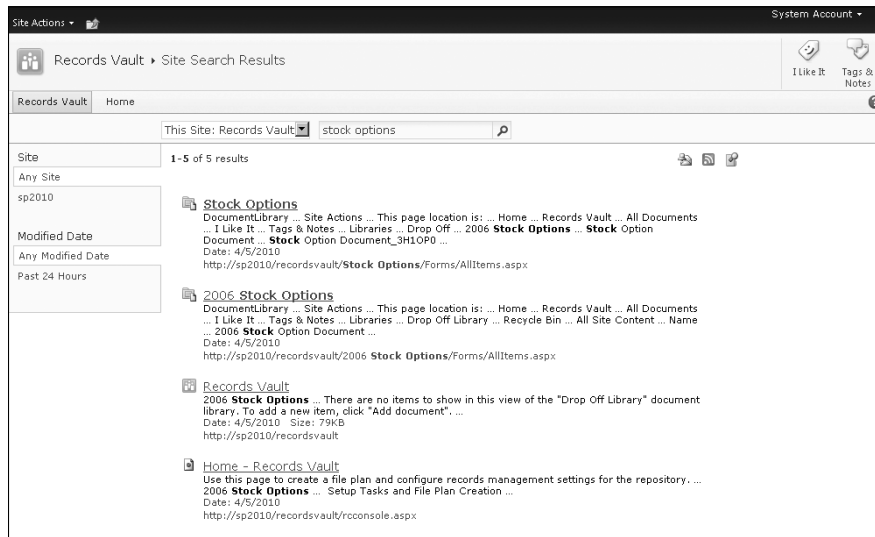 System Account
Site Actions
Records Vault ▸ Site Search Results
I Like It
Tags & Notes
Records Vault Home
This Site: Records Vault stock options
Site
Any Site
sp2010
Modified Date
Any Modified Date
Past 24 Hours
1-5 of 5 results
Stock Options
DocumentLibrary ... Site Actions ... This page location is: ... Home ... Records Vault ... All Documents
... I Like It ... Tags & Notes ... Libraries ... Drop Off ... 2006 Stock Options ... Stock Option
Document ... Stock Option Document_3H1OP0 ...
Date: 4/5/2010
http://sp2010/recordsvault/Stock Options/Forms/AllItems.aspx
2006 Stock Options
DocumentLibrary ... Site Actions ... This page location is: ... Home ... Records Vault ... All Documents
... I Like It ... Tags & Notes ... Libraries ... Drop Off Library ... Recycle Bin ... All Site Content ... Name
... 2006 Stock Option Document ...
Date: 4/5/2010
http://sp2010/recordsvault/2006 Stock Options/Forms/AllItems.aspx
Records Vault
2006 Stock Options ... There are no items to show in this view of the "Drop Off Library" document
library. To add a new item, click "Add document". ...
Date: 4/5/2010 Size: 79KB
http://sp2010/recordsvault
Home - Records Vault
Use this page to create a file plan and configure records management settings for the repository. ...
2006 Stock Options ... Setup Tasks and File Plan Creation ...
Date: 4/5/2010
http://sp2010/recordsvault/rcconsole.aspx